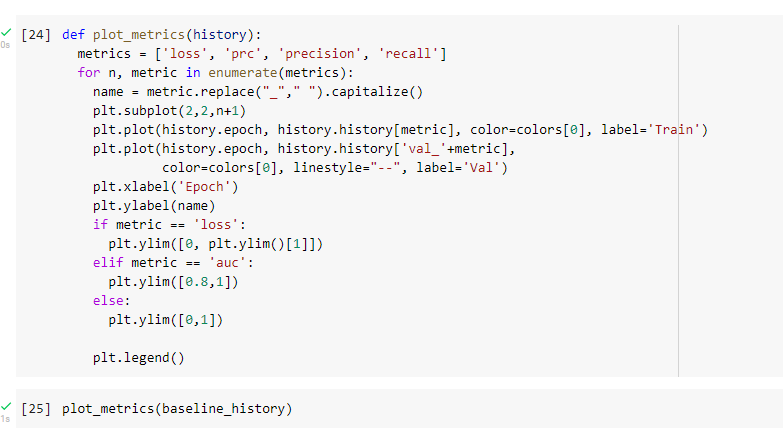 [24] def plot_metrics(history):
  metrics = ['loss', 'prc', 'precision', 'recall']
  for n, metric in enumerate(metrics):
    name = metric.replace("_"," ").capitalize()
    plt.subplot(2,2,n+1)
    plt.plot(history.epoch, history.history[metric], color=colors[0], label='Train')
    plt.plot(history.epoch, history.history['val_'+metric],
             color=colors[0], linestyle="--", label='Val')
    plt.xlabel('Epoch')
    plt.ylabel(name)
    if metric == 'loss':
      plt.ylim([0, plt.ylim()[1]])
    elif metric == 'auc':
      plt.ylim([0.8,1])
    else:
      plt.ylim([0,1])

    plt.legend()
0s
[25] plot_metrics(baseline_history)
1s